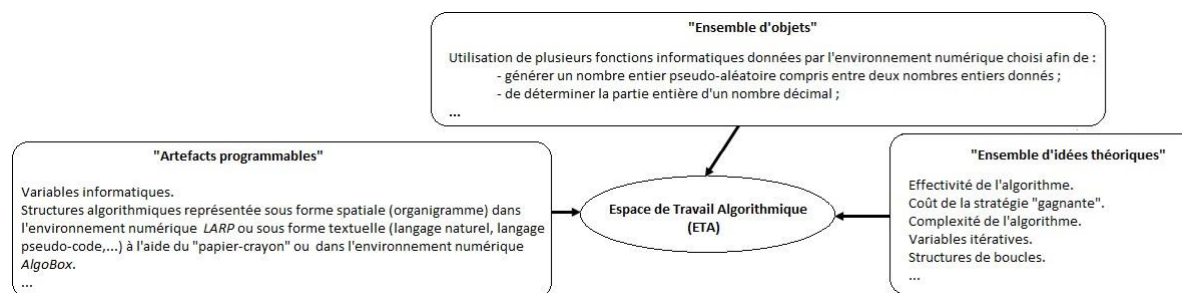 "Ensemble d'objets"
Utilisation de plusieurs fonctions informatiques données par l'environnement numérique choisi afin de :
- générer un nombre entier pseudo-aléatoire compris entre deux nombres entiers donnés ;
- de déterminer la partie entière d'un nombre décimal ;
...
"Artefacts programmables"
Variables informatiques.
Structures algorithmiques représentée sous forme spatiale (organigramme) dans
l'environnement numérique LARP ou sous forme textuelle (langage naturel, langage
pseudo-code,...) à l'aide du "papier-crayon" ou dans l'environnement numérique
AlgoBox.
...
Espace de Travail Algorithmique
(ETA)
"Ensemble d'idées théoriques"
Effectivité de l'algorithme.
Coût de la stratégie "gagnante".
Complexité de l'algorithme.
Variables itératives.
Structures de boucles.
...